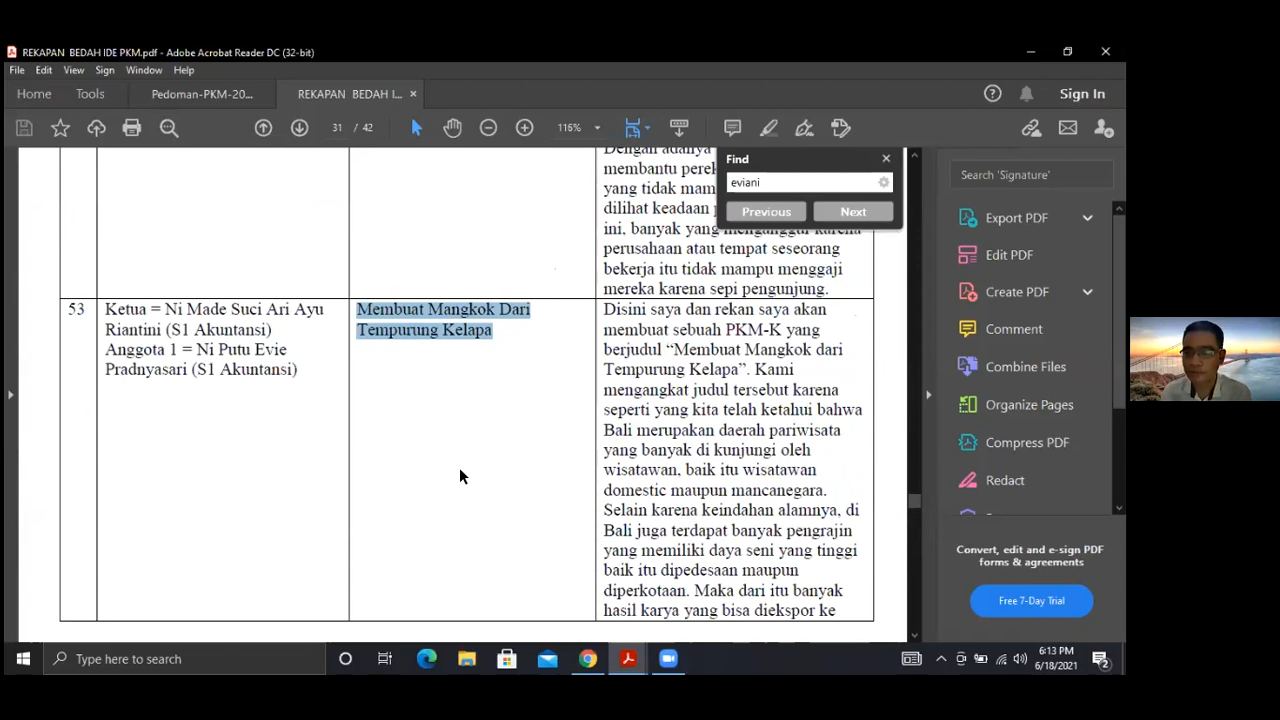 REKAPAN BEDAH IDE PKM.pdf - Adobe Acrobat Reader DC (32-bit)
File Edit View Sign Window Help
Home Tools Pedoman-PKM-20... REKAPAN BEDAH I... Sign In
31 / 42 116%
Find
eviani
Previous Next
Search 'Signature'
Export PDF
Edit PDF
Create PDF
Comment
Combine Files
Organize Pages
Compress PDF
Redact
Convert, edit and e-sign PDF
forms & agreements
Free 7-Day Trial
Dengan adanya
membantu
yang tidak
dilihat keadaan
ini, banyak yang menganggur karena
perusahaan atau tempat seseorang
bekerja itu tidak mampu menggaji
mereka karena sepi pengunjung.
53
Ketua = Ni Made Suci Ari Ayu
Riantini (S1 Akuntansi)
Anggota 1 = Ni Putu Evie
Pradnyasari (S1 Akuntansi)
Membuat Mangkok Dari
Tempurung Kelapa
Disini saya dan rekan saya akan
membuat sebuah PKM-K yang
berjudul “Membuat Mangkok dari
Tempurung Kelapa”. Kami
mengangkat judul tersebut karena
seperti yang kita telah ketahui bahwa
Bali merupakan daerah pariwisata
yang banyak di kunjungi oleh
wisatawan, baik itu wisatawan
domestic maupun mancanegara.
Selain karena keindahan alamnya, di
Bali juga terdapat banyak pengrajin
yang memiliki daya seni yang tinggi
baik itu dipedesaan maupun
diperkotaan. Maka dari itu banyak
hasil karya yang bisa diekspor ke
Type here to search
6:13 PM
6/18/2021
2